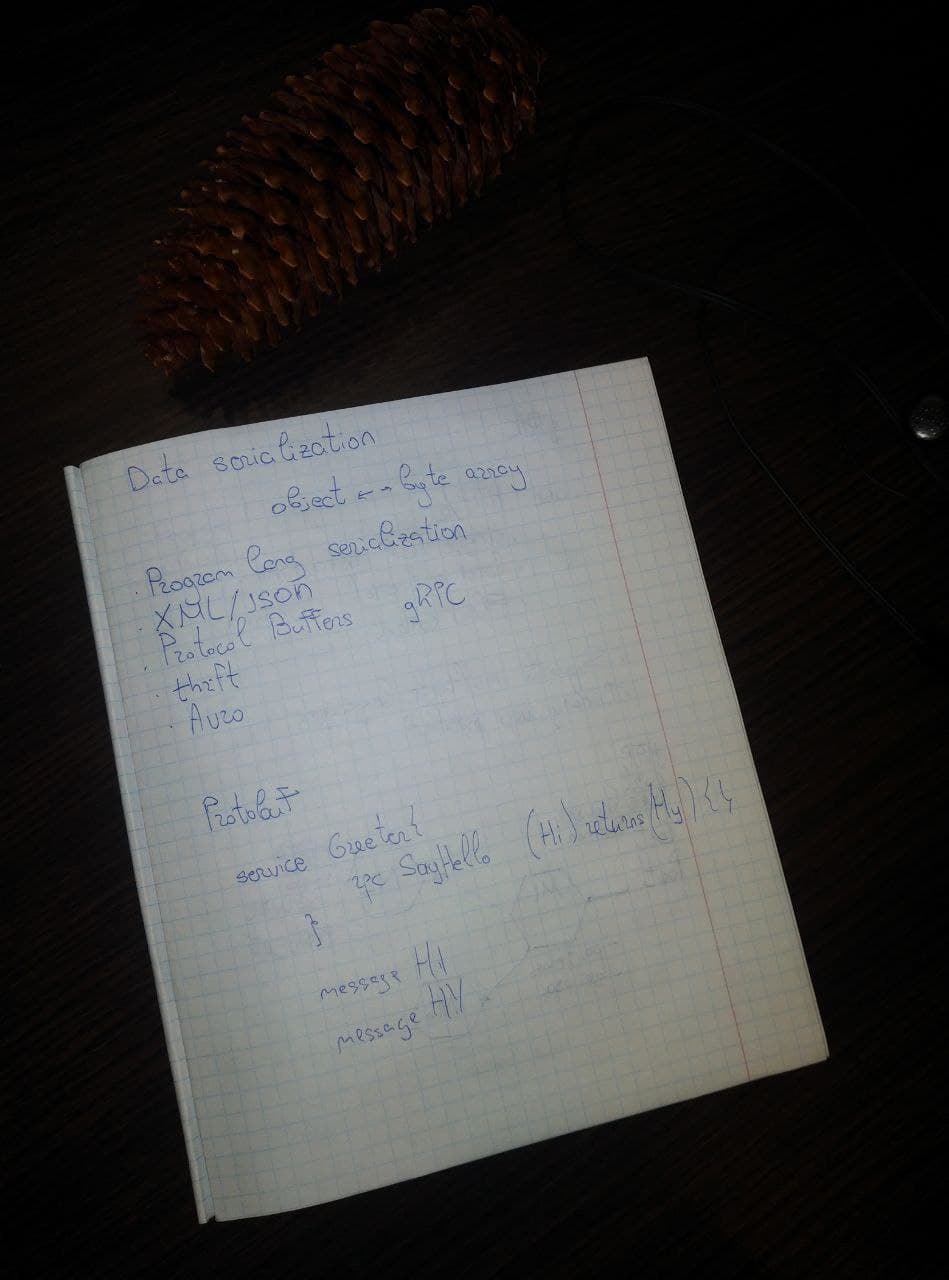 Data sorialization
object ←→ byte array
· Program lang serialization
· XML/JSON
· Protocol Buffers gRPC
· thrift
· Avro
Protobuf
service Greeter{
rpc SayHello (Hi) returns (Hy) {}
}
message Hi
message HY